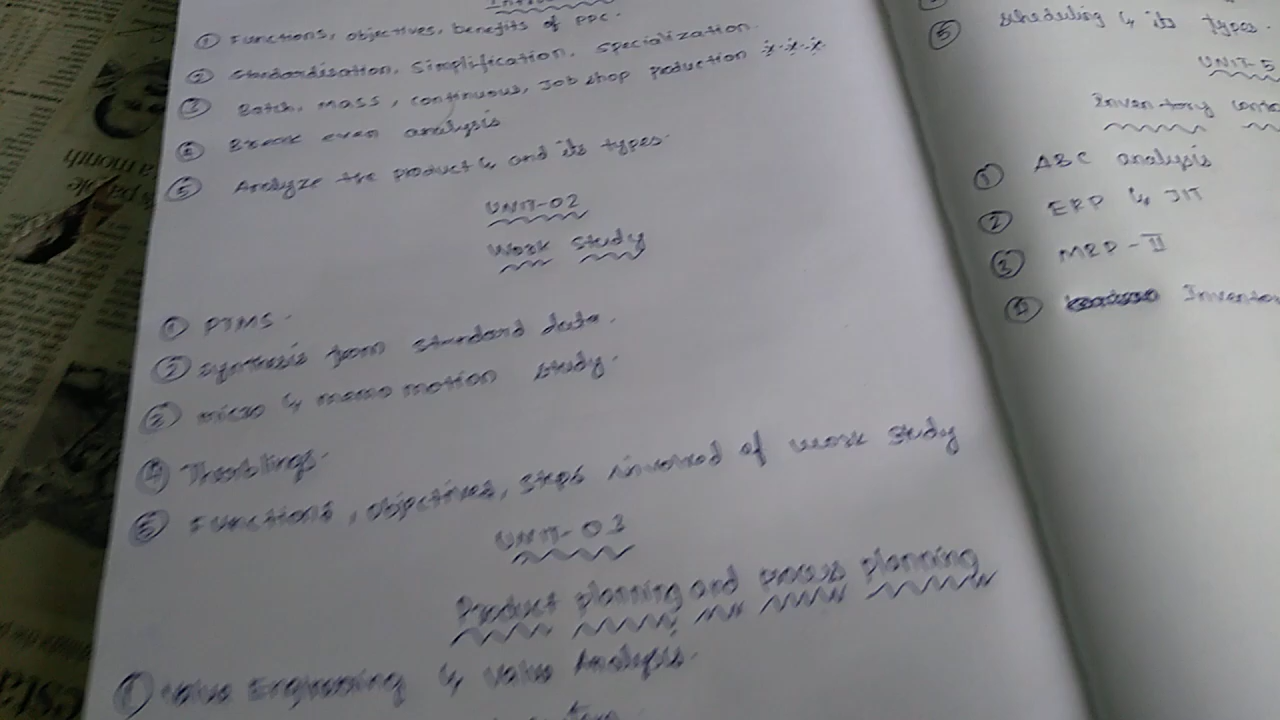 ① Functions, objectives, benefits of PPC.
② Standardisation, Simplification, Specialization.
③ Batch, mass, continuous, Job shop production
④ Break even analysis
⑤ Analyze the product & and its types.
UNIT-02
Work Study
① PTMS.
② Synthesis from standard data.
③ micro & memo motion study.
④ Therblings.
⑤ Functions, objectives, steps involved of work study
UNIT-03
Product planning and process planning
① Value Engineering & Value Analysis.
⑤ scheduling & its types.
UNIT-5
Inventory
① ABC analysis
② ERP & JIT
③ MRP-II
④